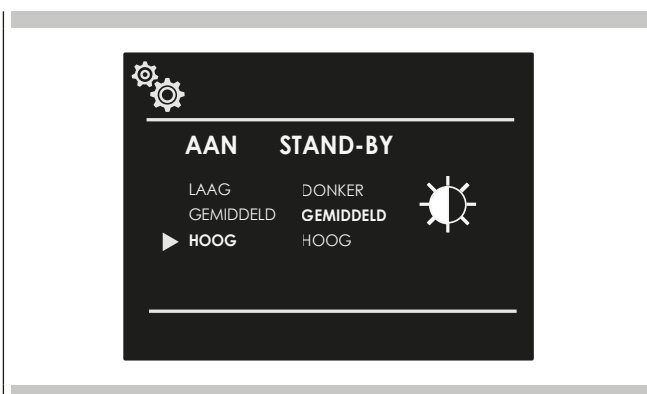 AAN STAND-BY
LAAG DONKER
GEMIDDELD GEMIDDELD
HOOG HOOG